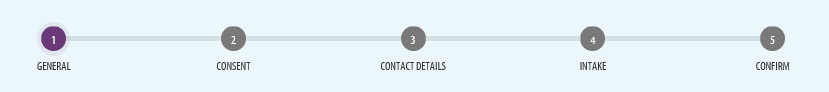 1 2 3 4 5
GENERAL CONSENT CONTACT DETAILS INTAKE CONFIRM